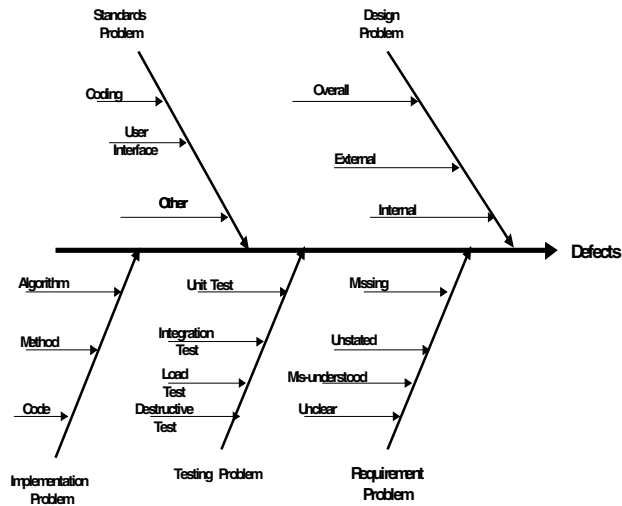 Standards
Problem
Design
Problem
Coding
User
Interface
Other
Overall
External
Internal
Defects
Algorithm
Method
Code
Unit Test
Integration
Test
Load
Test
Destructive
Test
Missing
Unstated
Mis-understood
Unclear
Implementation
Problem
Testing Problem
Requirement
Problem